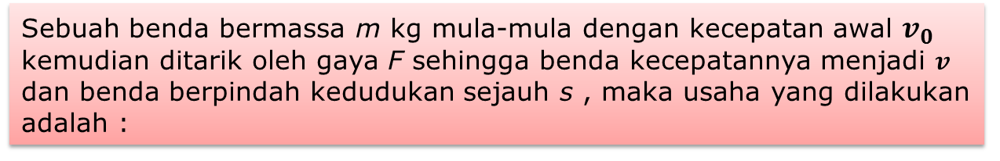 Sebuah benda bermassa m kg mula-mula dengan kecepatan awal v₀
kemudian ditarik oleh gaya F sehingga benda kecepatannya menjadi v
dan benda berpindah kedudukan sejauh s , maka usaha yang dilakukan
adalah :